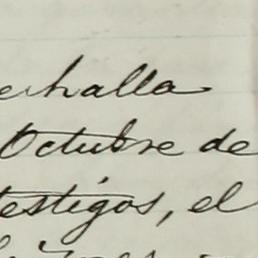 halla
Octubre de
testigos, el